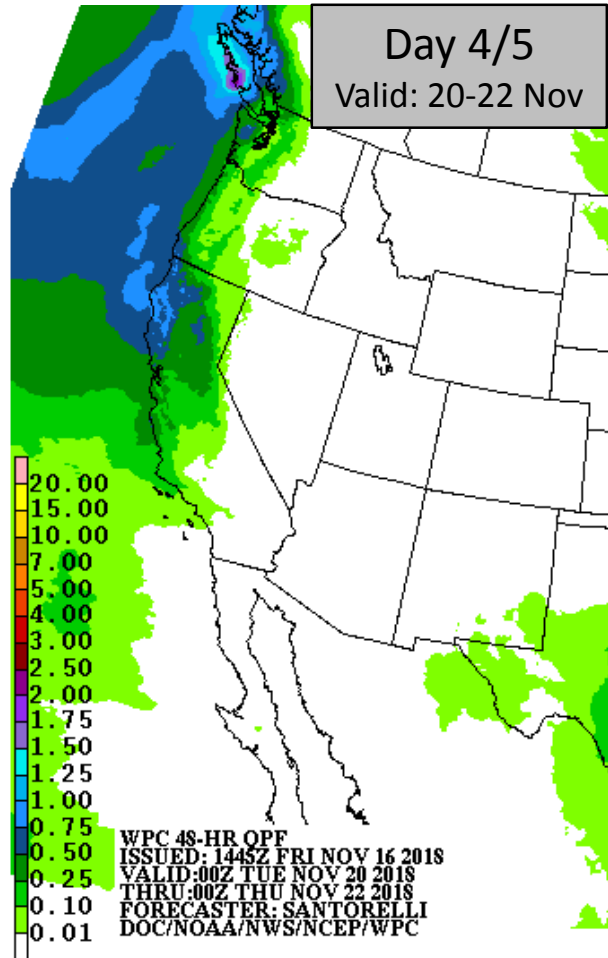 Day 4/5
Valid: 20-22 Nov
20.00
15.00
10.00
7.00
5.00
4.00
3.00
2.50
2.00
1.75
1.50
1.25
1.00
0.75
0.50
0.25
0.10
0.01
WPC 48-HR QPF
ISSUED: 1445Z FRI NOV 16 2018
VALID:00Z TUE NOV 20 2018
THRU:00Z THU NOV 22 2018
FORECASTER: SANTORELLI
DOC/NOAA/NWS/NCEP/WPC